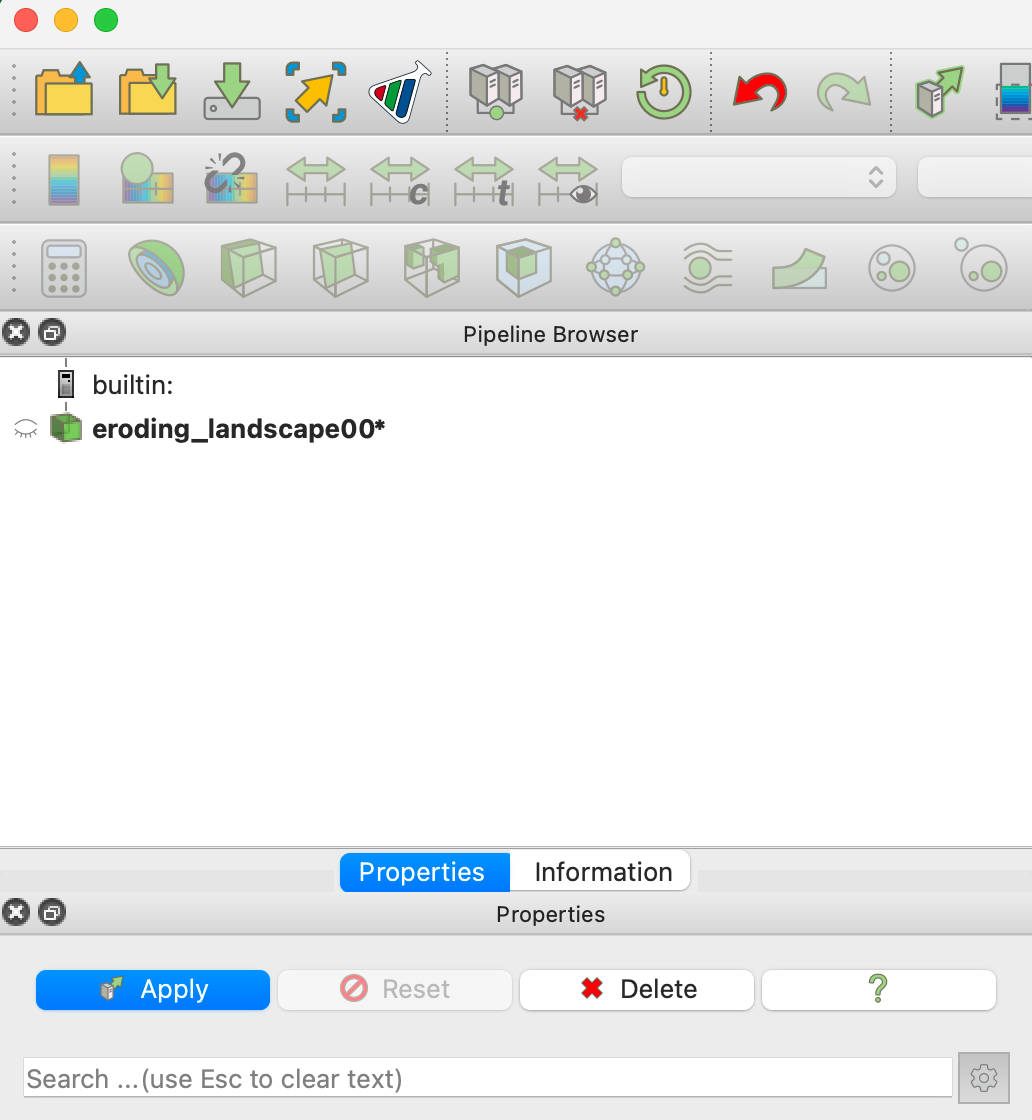 c
t
Pipeline Browser
builtin:
eroding_landscape00*
Properties
Information
Properties
Apply
Reset
Delete
?
Search ...(use Esc to clear text)